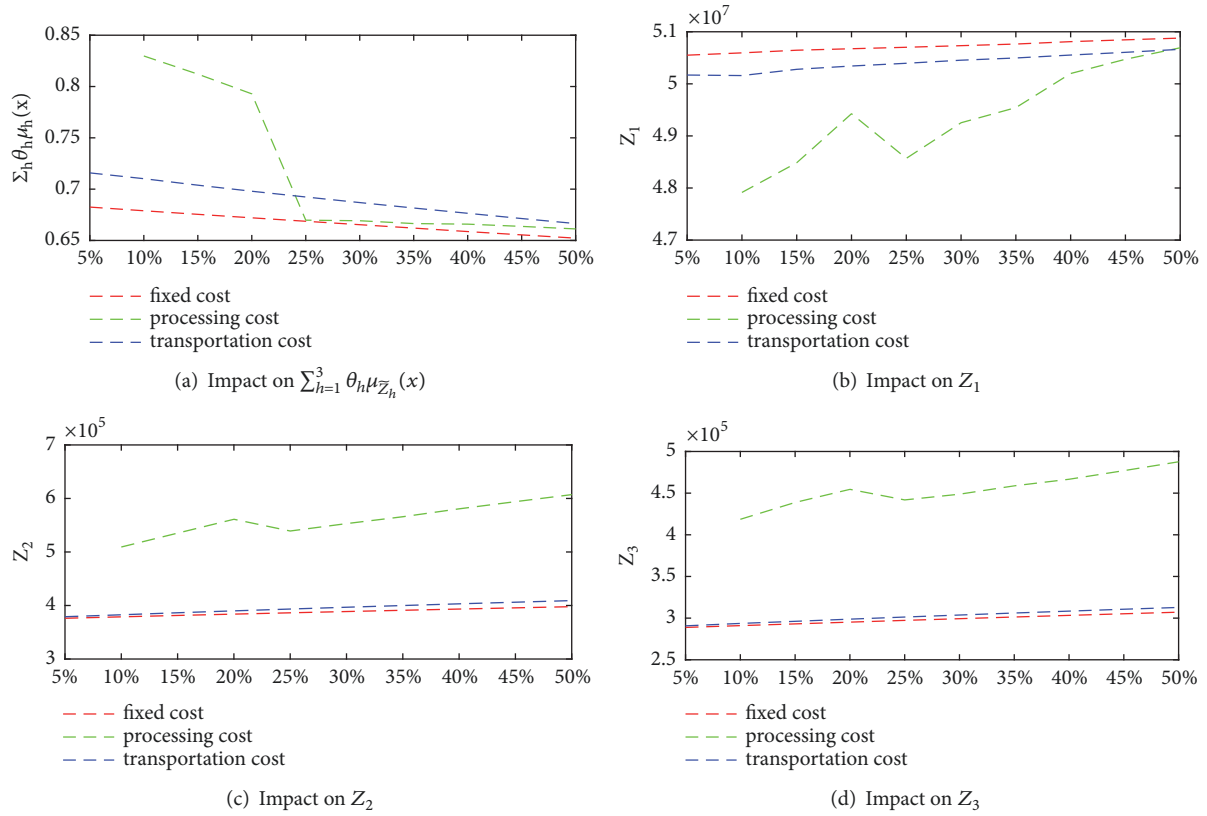 0.85
0.8
0.75
0.7
0.65
Σhθhμh(x)
5% 10% 15% 20% 25% 30% 35% 40% 45% 50%
fixed cost
processing cost
transportation cost
(a) Impact on ∑³h=1 θhμZ̃h(x)
×10⁷
5.1
5
4.9
4.8
4.7
Z₁
5% 10% 15% 20% 25% 30% 35% 40% 45% 50%
fixed cost
processing cost
transportation cost
(b) Impact on Z₁
×10⁵
7
6
5
4
3
Z₂
5% 10% 15% 20% 25% 30% 35% 40% 45% 50%
fixed cost
processing cost
transportation cost
(c) Impact on Z₂
×10⁵
5
4.5
4
3.5
3
2.5
Z₃
5% 10% 15% 20% 25% 30% 35% 40% 45% 50%
fixed cost
processing cost
transportation cost
(d) Impact on Z₃